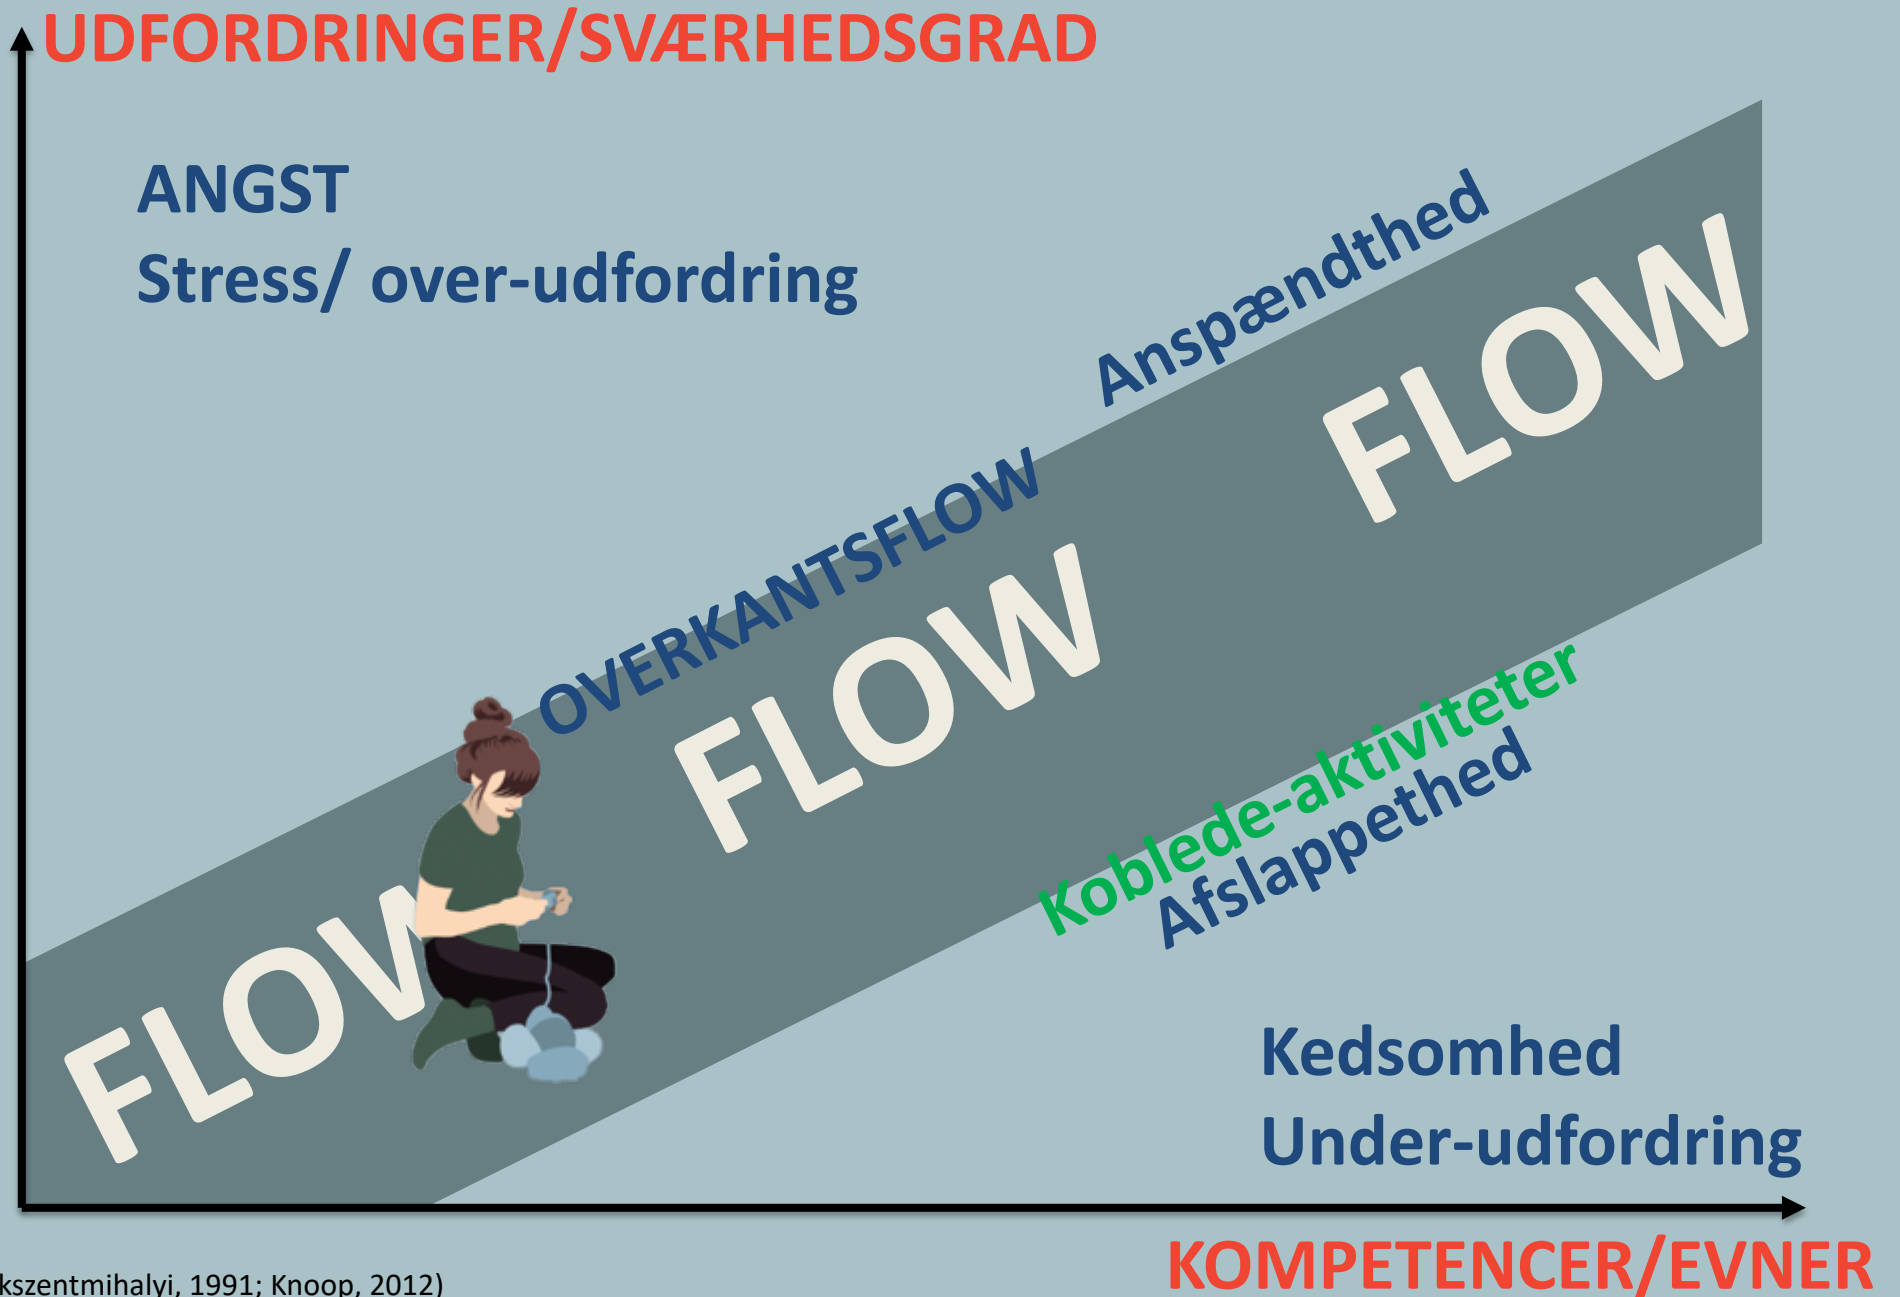 UDFORDRINGER/SVÆRHEDSGRAD
ANGST
Stress/ over-udfordring
Anspændthed
FLOW
OVERKANTSFLOW
FLOW
Koblede-aktiviteter
Afslappethed
FLOW
Kedsomhed
Under-udfordring
KOMPETENCER/EVNER
kszentmihalyi, 1991; Knoop, 2012)